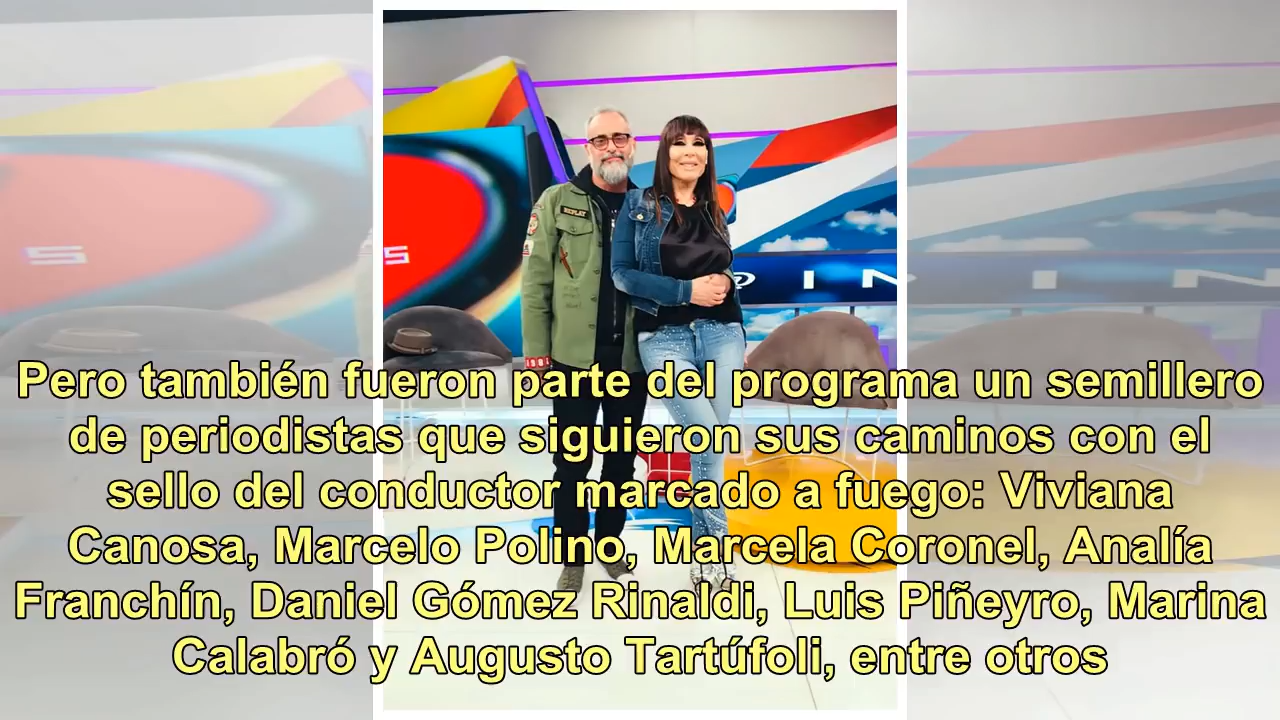 REPLAY
S
P I N
1981
Pero también fueron parte del programa un semillero
de periodistas que siguieron sus caminos con el
sello del conductor marcado a fuego: Viviana
Canosa, Marcelo Polino, Marcela Coronel, Analía
Franchín, Daniel Gómez Rinaldi, Luis Piñeyro, Marina
Calabró y Augusto Tartúfoli, entre otros